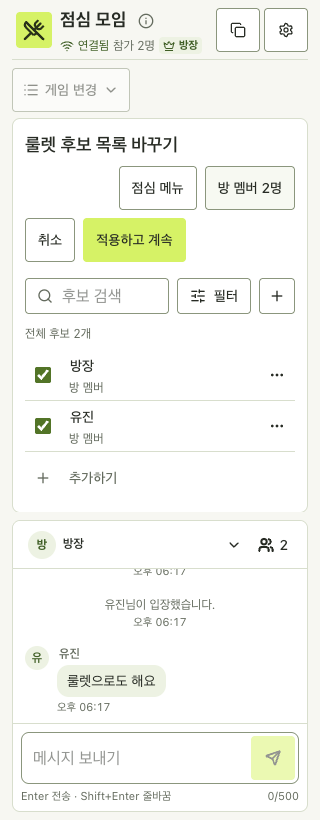 점심 모임
연결됨 참가 2명 방장
게임 변경
룰렛 후보 목록 바꾸기
점심 메뉴 방 멤버 2명
취소 적용하고 계속
후보 검색 필터
전체 후보 2개
방장
방 멤버
유진
방 멤버
추가하기
방 방장 2
오후 06:17
유진님이 입장했습니다.
오후 06:17
유 유진
룰렛으로도 해요
오후 06:17
메시지 보내기
Enter 전송 · Shift+Enter 줄바꿈 0/500